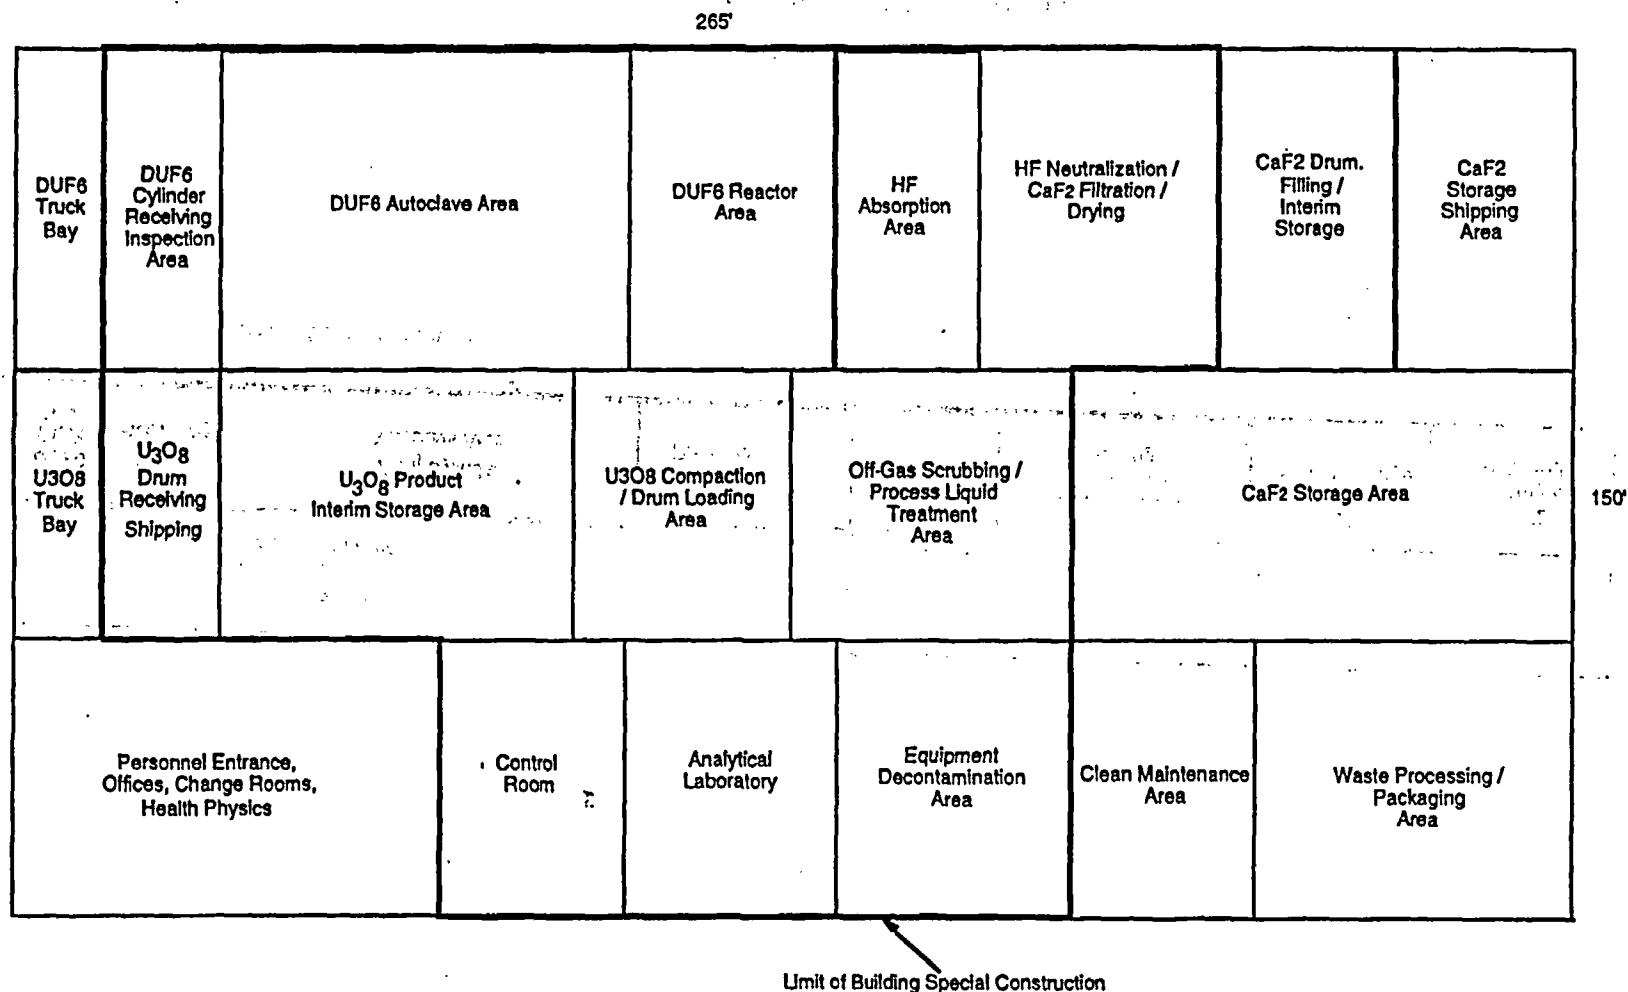 265'
DUF6
Truck
Bay
DUF6
Cylinder
Receiving
Inspection
Area
DUF6 Autoclave Area
DUF6 Reactor
Area
HF
Absorption
Area
HF Neutralization /
CaF2 Filtration /
Drying
CaF2 Drum.
Filling /
Interim
Storage
CaF2
Storage
Shipping
Area
U3O8
Truck
Bay
U3O8
Drum
Receiving
Shipping
U3O8 Product
Interim Storage Area
U3O8 Compaction
/ Drum Loading
Area
Off-Gas Scrubbing /
Process Liquid
Treatment
Area
CaF2 Storage Area
150'
Personnel Entrance,
Offices, Change Rooms,
Health Physics
Control
Room
Analytical
Laboratory
Equipment
Decontamination
Area
Clean Maintenance
Area
Waste Processing /
Packaging
Area
Limit of Building Special Construction